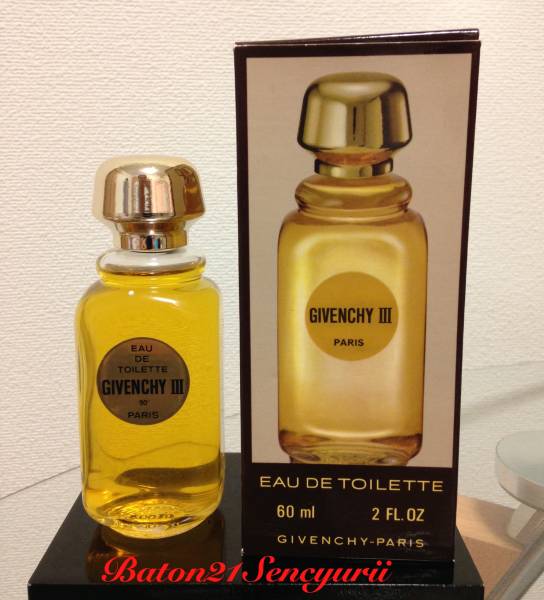 EAU
DE
TOILETTE
GIVENCHY III
90°
PARIS
GIVENCHY III
PARIS
EAU DE TOILETTE
60 ml 2 FL. OZ
GIVENCHY-PARIS
Baton21Sencyurii